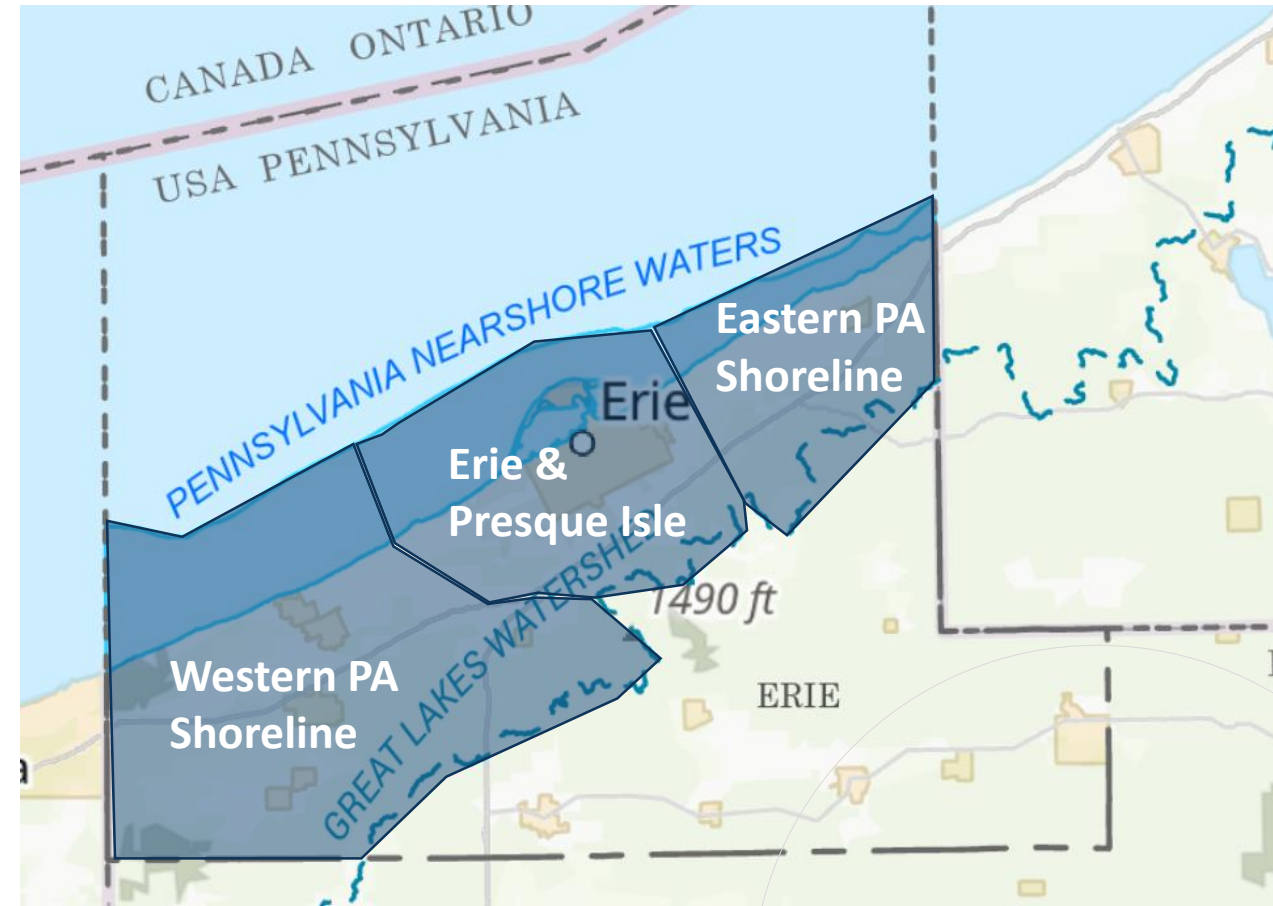 CANADA ONTARIO
USA PENNSYLVANIA
PENNSYLVANIA NEARSHORE WATERS
Eastern PA
Shoreline
Erie
Erie &
Presque Isle
1490 ft
Western PA
Shoreline
GREAT LAKES WATERSHED
ERIE